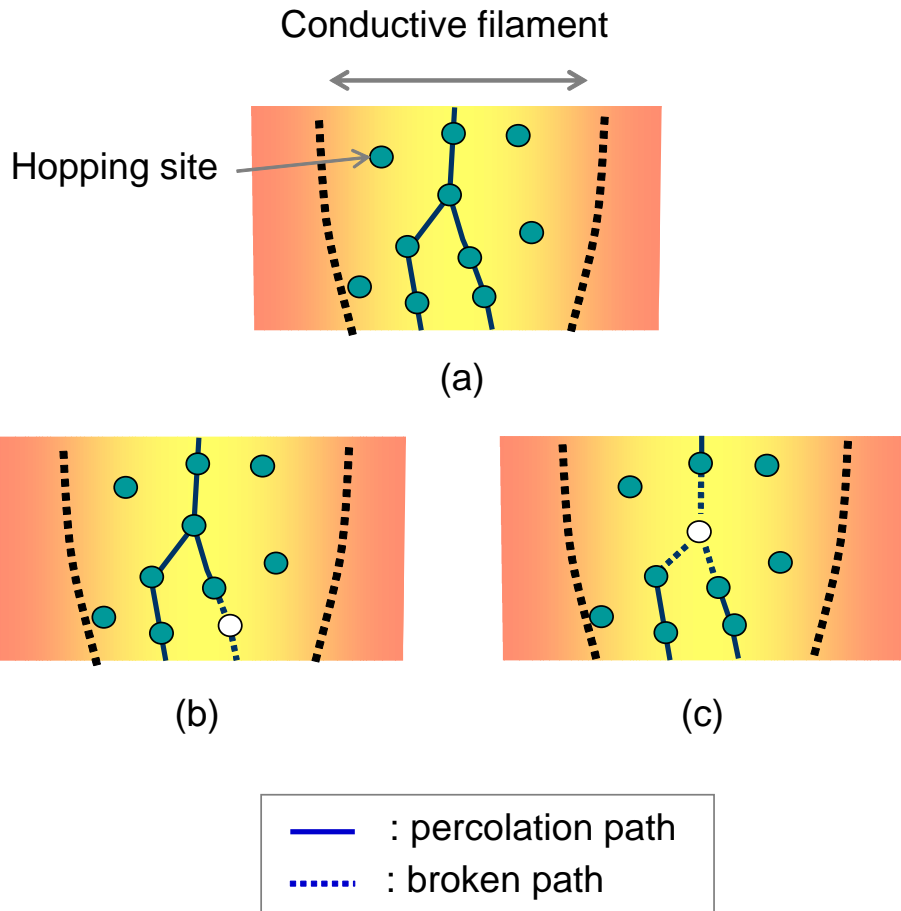 Conductive filament
Hopping site
(a)
(b)
(c)
: percolation path
: broken path